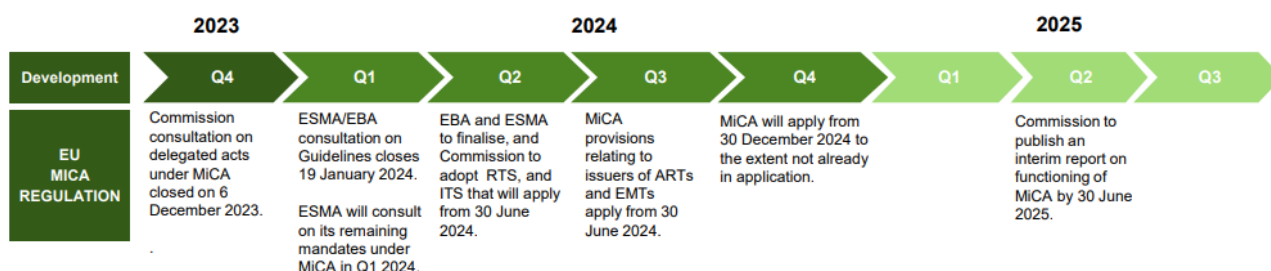 2023
2024
2025
Development
Q4
Q1
Q2
Q3
Q4
Q1
Q2
Q3
EU
MICA
REGULATION
Commission
consultation on
delegated acts
under MiCA
closed on 6
December 2023.
.
ESMA/EBA
consultation on
Guidelines closes
19 January 2024.
ESMA will consult
on its remaining
mandates under
MiCA in Q1 2024.
EBA and ESMA
to finalise, and
Commission to
adopt RTS, and
ITS that will apply
from 30 June
2024.
MiCA
provisions
relating to
issuers of ARTs
and EMTs
apply from 30
June 2024.
MiCA will apply from
30 December 2024 to
the extent not already
in application.
Commission to
publish an
interim report on
functioning of
MiCA by 30 June
2025.